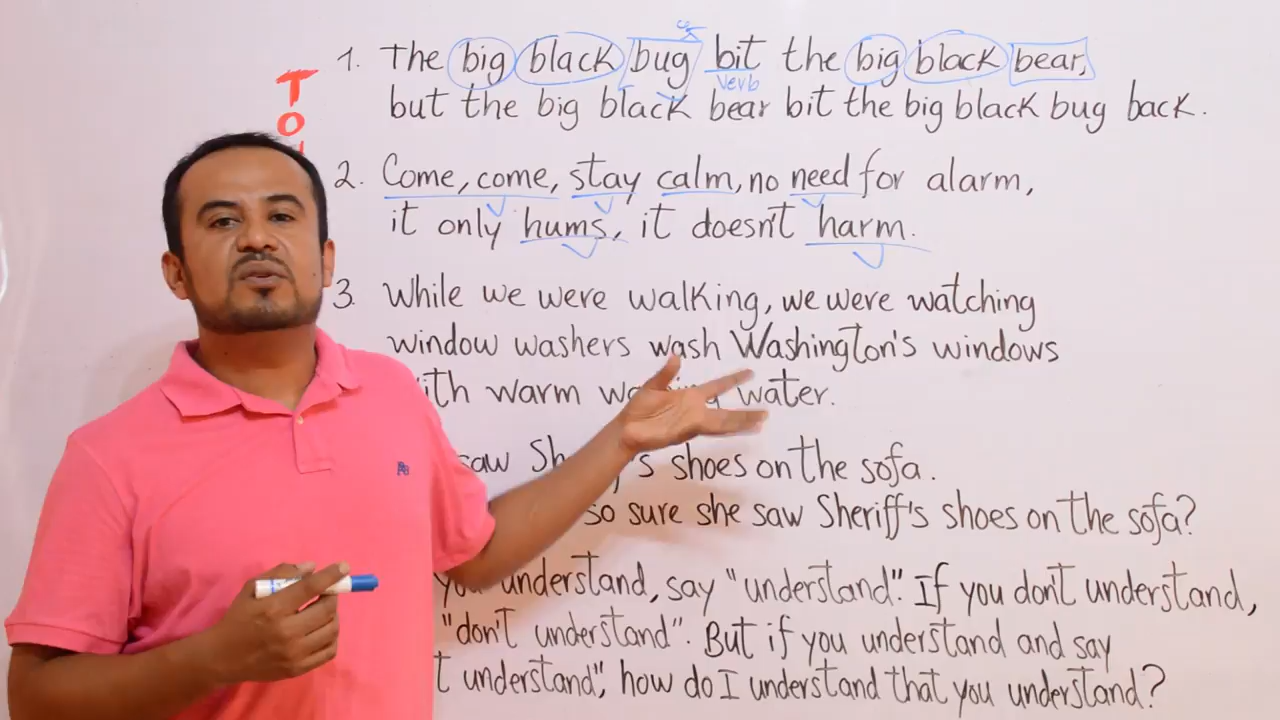 1. The big black bug bit the big black bear,
Verb
but the big black bear bit the big black bug back.
TO
2. Come, come, stay calm, no need for alarm,
it only hums, it doesn't harm.
3. While we were walking, we were watching
window washers wash Washington's windows
with warm water.
saw shoes on the sofa.
so sure she saw Sheriff's shoes on the sofa?
you understand, say "understand". If you don't understand,
"don't understand". But if you understand and say
understand", how do I understand that you understand?